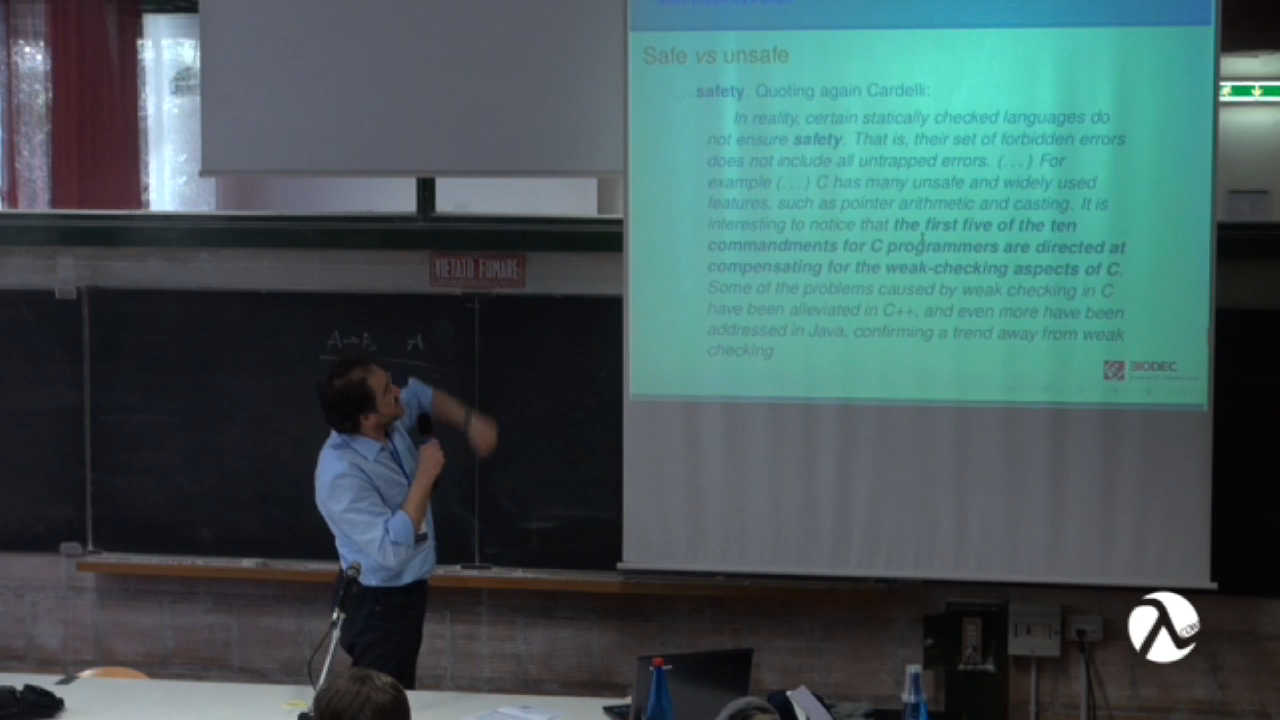 Safe vs unsafe
...safety. Quoting again Cardelli:
In reality, certain statically checked languages do
not ensure safety. That is, their set of forbidden errors
does not include all untrapped errors. (...) For
example (...) C has many unsafe and widely used
features, such as pointer arithmetic and casting. It is
interesting to notice that the first five of the ten
commandments for C programmers are directed at
compensating for the weak-checking aspects of C.
Some of the problems caused by weak checking in C
have been alleviated in C++, and even more have been
addressed in Java, confirming a trend away from weak
checking
BIODEC
VIETATO FUMARE
A→B A
λ
CON